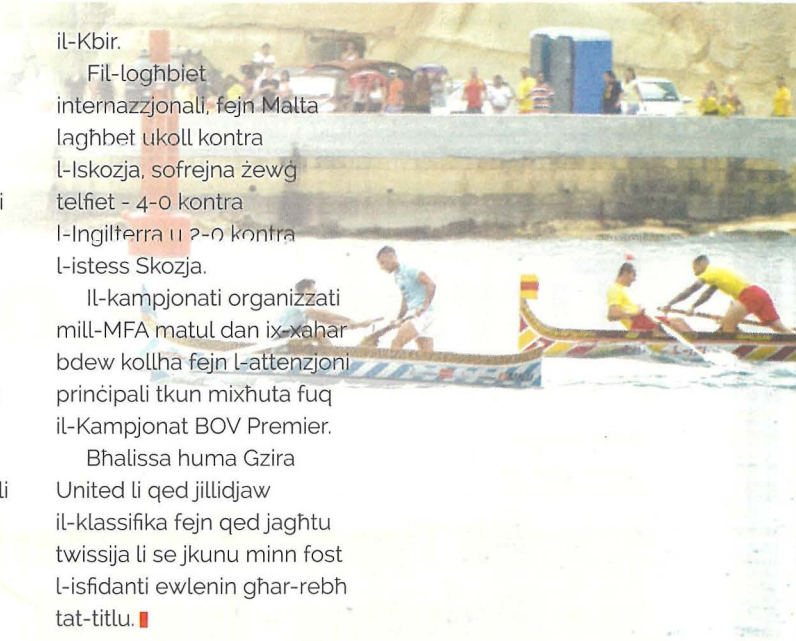 il-Kbir.
Fil-logħbiet
internazzjonali, fejn Malta
lagħbet ukoll kontra
l-Iskozja, sofrejna żewġ
i
telfiet - 4-0 kontra
l-Ingilterra u 2-0 kontra
l-istess Skozja.
Il-kampjonati organizzati
mill-MFA matul dan ix-xahar
bdew kollha fejn l-attenzjoni
prinċipali tkun mixħuta fuq
il-Kampjonat BOV Premier.
Bħalissa huma Gzira
li
United li qed jillidjaw
il-klassifika fejn qed jagħtu
twissija li se jkunu minn fost
l-isfidanti ewlenin għar-rebħ
tat-titlu.